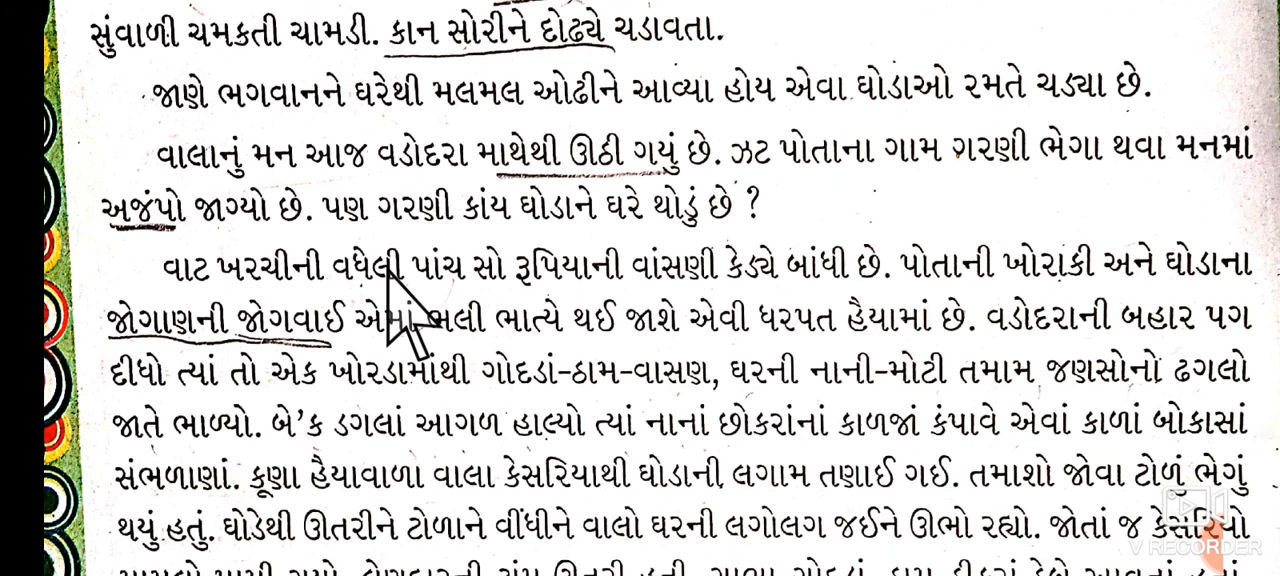 સુંવાળી ચમકતી ચામડી. કાન સોરીને દોઢ્યે ચડાવતા.
જાણે ભગવાનને ઘરેથી મલમલ ઓઢીને આવ્યા હોય એવા ઘોડાઓ રમતે ચડ્યા છે.
વાલાનું મન આજ વડોદરા માથેથી ઊઠી ગયું છે. ઝટ પોતાના ગામ ગરણી ભેગા થવા મનમાં
અજંપો જાગ્યો છે. પણ ગરણી કાંય ઘોડાને ઘરે થોડું છે ?
વાટ ખરચીની વધેલી પાંચ સો રૂપિયાની વાંસણી કેડ્યે બાંધી છે. પોતાની ખોરાકી અને ઘોડાના
જોગાણની જોગવાઈ એમાં ભલી ભાત્યે થઈ જાશે એવી ધરપત હૈયામાં છે. વડોદરાની બહાર પગ
દીધો ત્યાં તો એક ખોરડામાંથી ગોદડાં-ઠામ-વાસણ, ઘરની નાની-મોટી તમામ જણસોનો ઢગલો
જાતે ભાળ્યો. બે'ક ડગલાં આગળ હાલ્યો ત્યાં નાનાં છોકરાંનાં કાળજાં કંપાવે એવાં કાળાં બોકાસાં
સંભળાણાં. કૂણા હૈયાવાળા વાલા કેસરિયાથી ઘોડાની લગામ તણાઈ ગઈ. તમાશો જોવા ટોળું ભેગું
થયું હતું. ઘોડેથી ઊતરીને ટોળાને વીંધીને વાલો ઘરની લગોલગ જઈને ઊભો રહ્યો. જોતાં જ કેસરિયો
V RECORDER